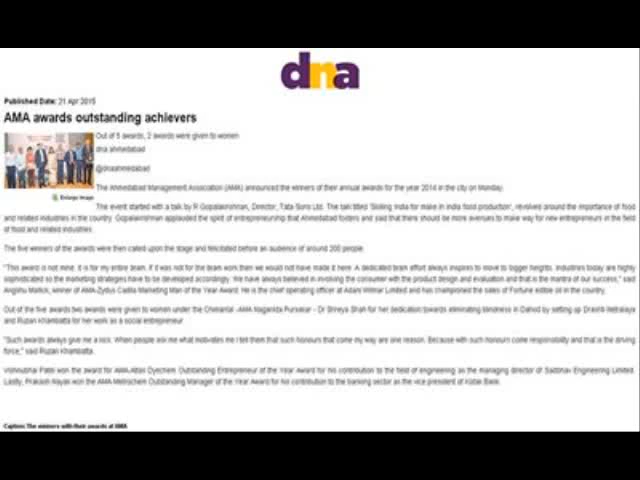 dna
Published Date: 21 Apr 2015
AMA awards outstanding achievers
Out of 5 awards, 2 awards were given to women
dna ahmedabad
@dnaahmedabad
Enlarge Image
The Ahmedabad Management Association (AMA) announced the winners of their annual awards for the year 2014 in the city on Monday.
The event started with a talk by R Gopalakrishnan, Director, Tata Sons Ltd. The talk titled 'Skilling India for make in India food production', revolved around the importance of food
and related industries in the country. Gopalakrishnan applauded the spirit of entrepreneurship that Ahmedabad fosters and said that there should be more avenues to make way for new entrepreneurs in the field
of food and related industries.
The five winners of the awards were then called upon the stage and felicitated before an audience of around 200 people.
"This award is not mine. It is for my entire team. If it was not for the team work then we would not have made it here. A dedicated team effort always inspires to move to bigger heights. Industries today are highly
sophisticated so the marketing strategies have to be developed accordingly. We have always believed in involving the consumer with the product design and evaluation and that is the mantra of our success," said
Angshu Mallick, winner of AMA-Zydus Cadila Marketing Man of the Year Award. He is the chief operating officer at Adani Wilmar Limited and has championed the sales of Fortune edible oil in the country.
Out of the five awards two awards were given to women under the Chimanlal -AMA Nagarika Puraskar - Dr Shreya Shah for her dedication towards eliminating blindness in Dahod by setting up Drashti Netralaya
and Ruzan Khambatta for her work as a social entrepreneur.
"Such awards always give me a kick. When people ask me what motivates me I tell them that such honours that come my way are one reason. Because with such honours come responsibility and that is the driving
force," said Ruzan Khambatta.
Vishnubhai Patel won the award for AMA-Atlas Dyechem Outstanding Entrepreneur of the Year Award for his contribution to the field of engineering as the managing director of Sadbhav Engineering Limited.
Lastly, Prakash Nayak won the AMA Metrochem Outstanding Manager of the Year Award for his contribution to the banking sector as the vice president of Kotak Bank.
Caption: The winners with their awards at AMA